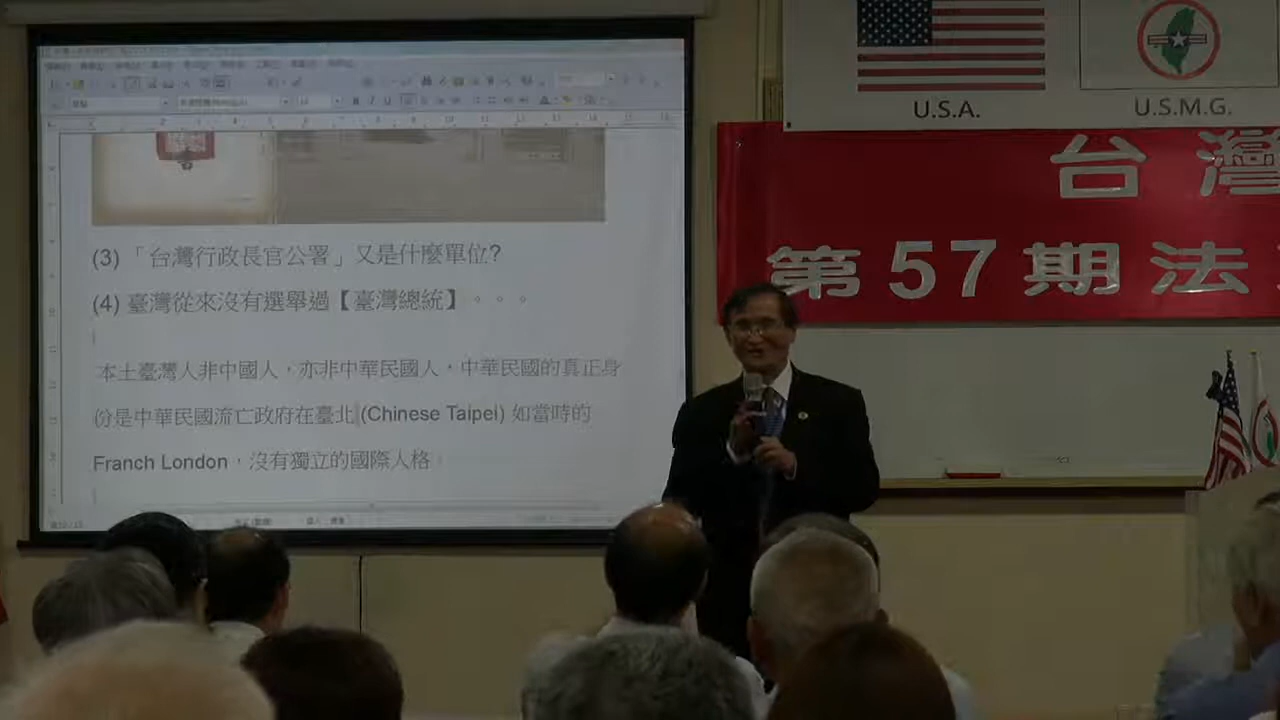 (3) 「台灣行政長官公署」又是什麼單位?
(4) 臺灣從來沒有選舉過【臺灣總統】。。。
本土臺灣人非中國人，亦非中華民國人，中華民國的真正身
份是中華民國流亡政府在臺北 (Chinese Taipei) 如當時的
Franch London，沒有獨立的國際人格。
U.S.A.
U.S.M.G.
台灣
第57期法